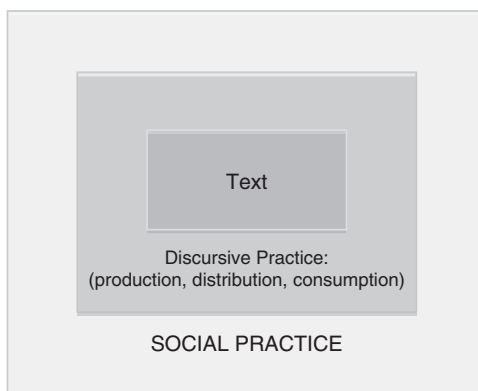 Text
Discursive Practice:
(production, distribution, consumption)
SOCIAL PRACTICE